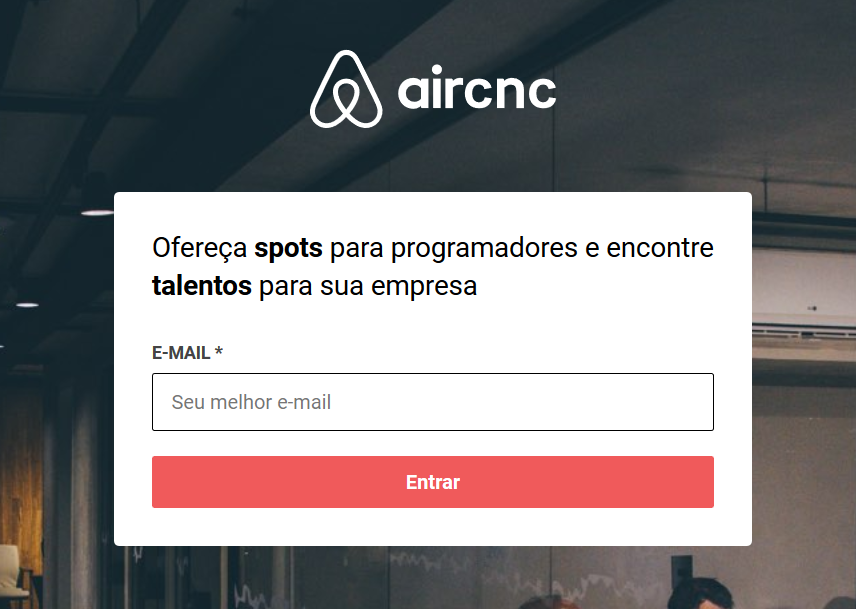 aircnc
Ofereça spots para programadores e encontre
talentos para sua empresa
E-MAIL *
Seu melhor e-mail
Entrar